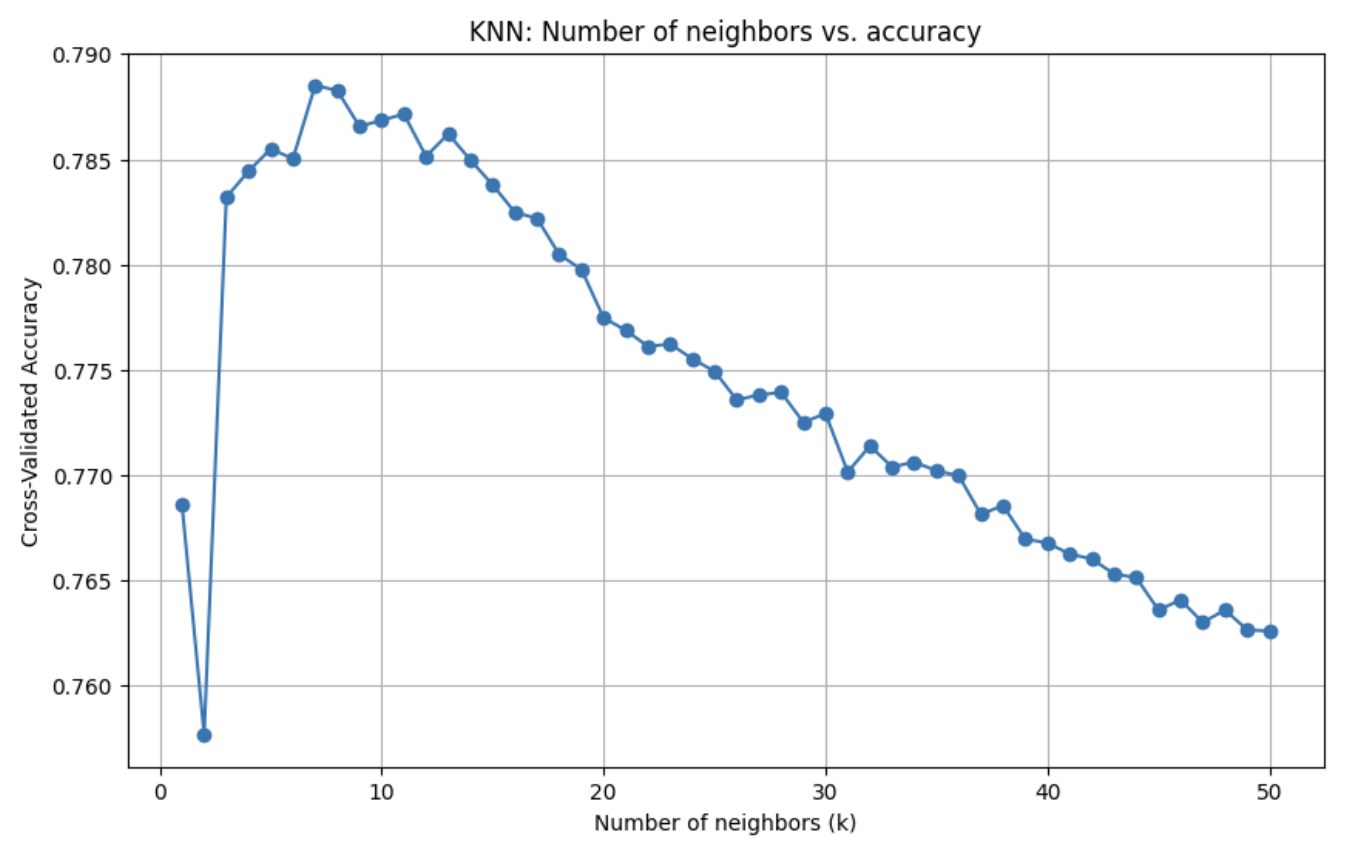 KNN: Number of neighbors vs. accuracy
Cross-Validated Accuracy
0.790
0.785
0.780
0.775
0.770
0.765
0.760
0 10 20 30 40 50
Number of neighbors (k)